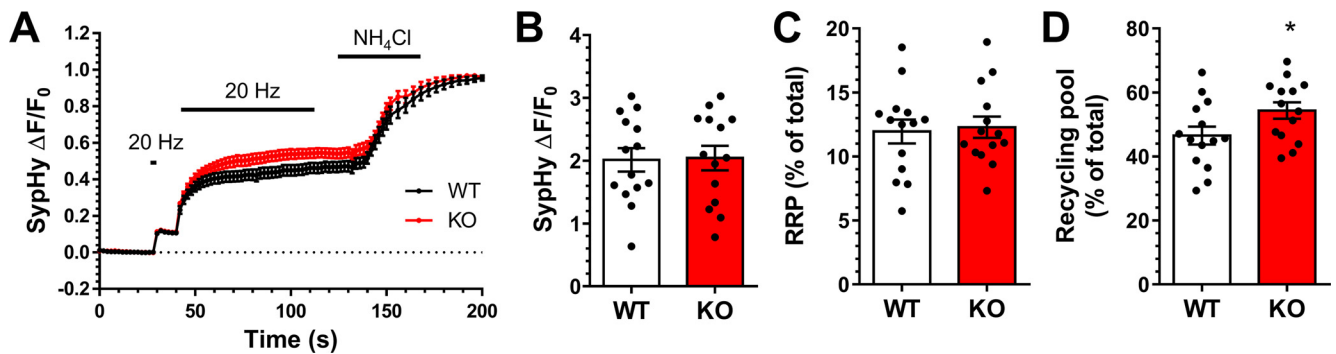 A
SypHy ΔF/F0
1.2
1.0
0.8
0.6
0.4
0.2
0.0
-0.2
NH4Cl
20 Hz
20 Hz
WT
KO
0
50
100
150
200
Time (s)
B
SypHy ΔF/F0
4
3
2
1
0
WT
KO
C
RRP (% of total)
20
15
10
5
0
WT
KO
D
Recycling pool
(% of total)
80
60
40
20
0
*
WT
KO